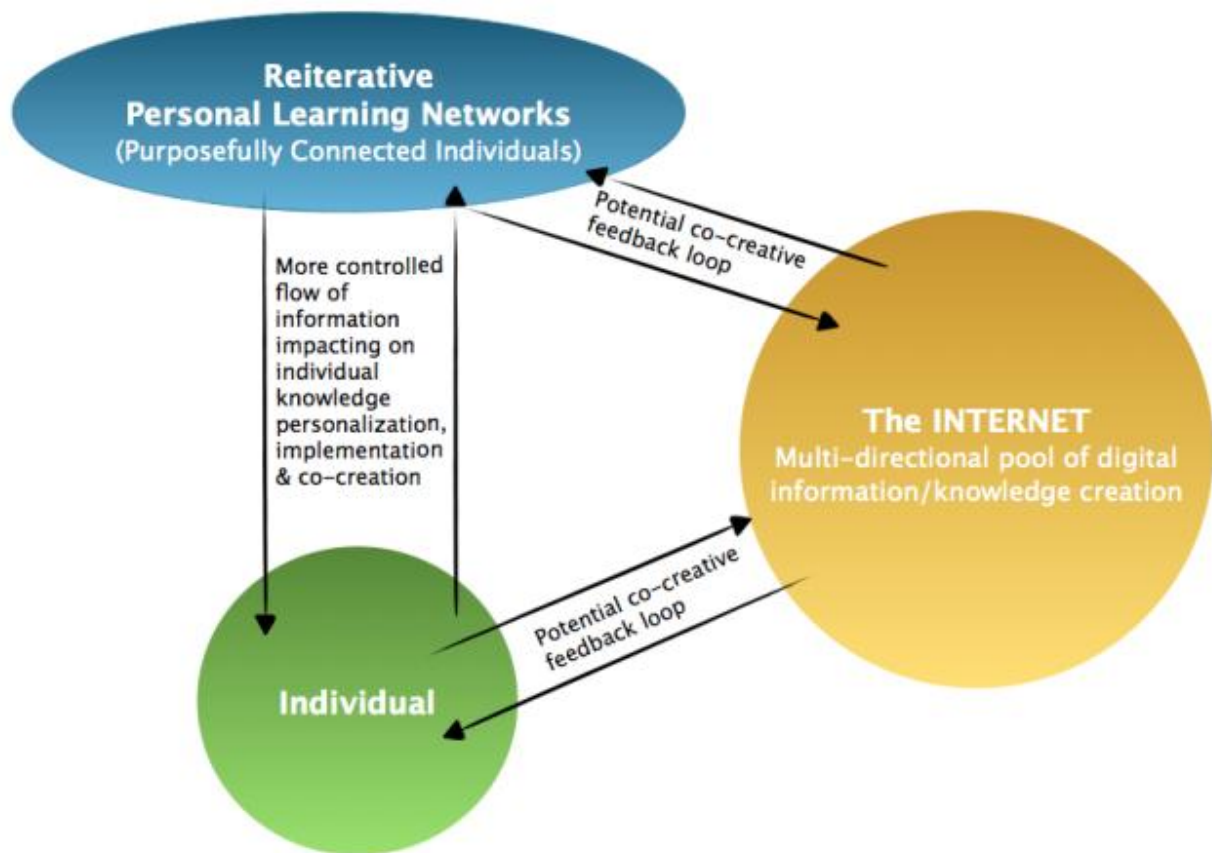 Reiterative
Personal Learning Networks
(Purposefully Connected Individuals)
Potential co-creative
feedback loop
More controlled
flow of
information
impacting on
individual
knowledge
personalization,
implementation
& co-creation
The INTERNET
Multi-directional pool of digital
information/knowledge creation
Potential co-creative
feedback loop
Individual